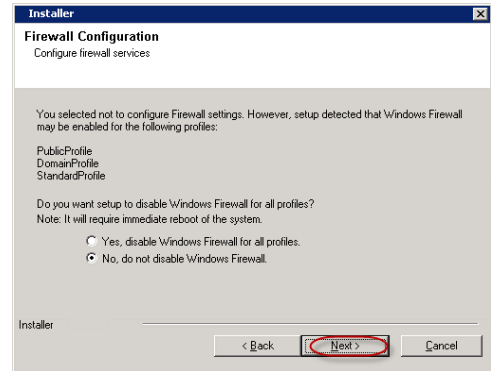 Installer
Firewall Configuration
Configure firewall services
You selected not to configure Firewall settings. However, setup detected that Windows Firewall
may be enabled for the following profiles:
PublicProfile
DomainProfile
StandardProfile
Do you want setup to disable Windows Firewall for all profiles?
Note: It will require immediate reboot of the system.
Yes, disable Windows Firewall for all profiles.
No, do not disable Windows Firewall.
Installer
< Back
Next >
Cancel